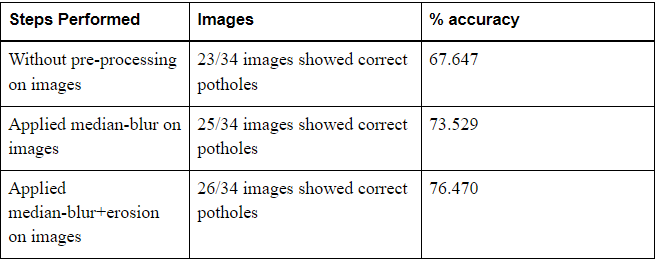 Steps Performed Images % accuracy
Without pre-processing 23/34 images showed correct 67.647
on images potholes
Applied median-blur on 25/34 images showed correct 73.529
images potholes
Applied 26/34 images showed correct 76.470
median-blur+erosion potholes
on images